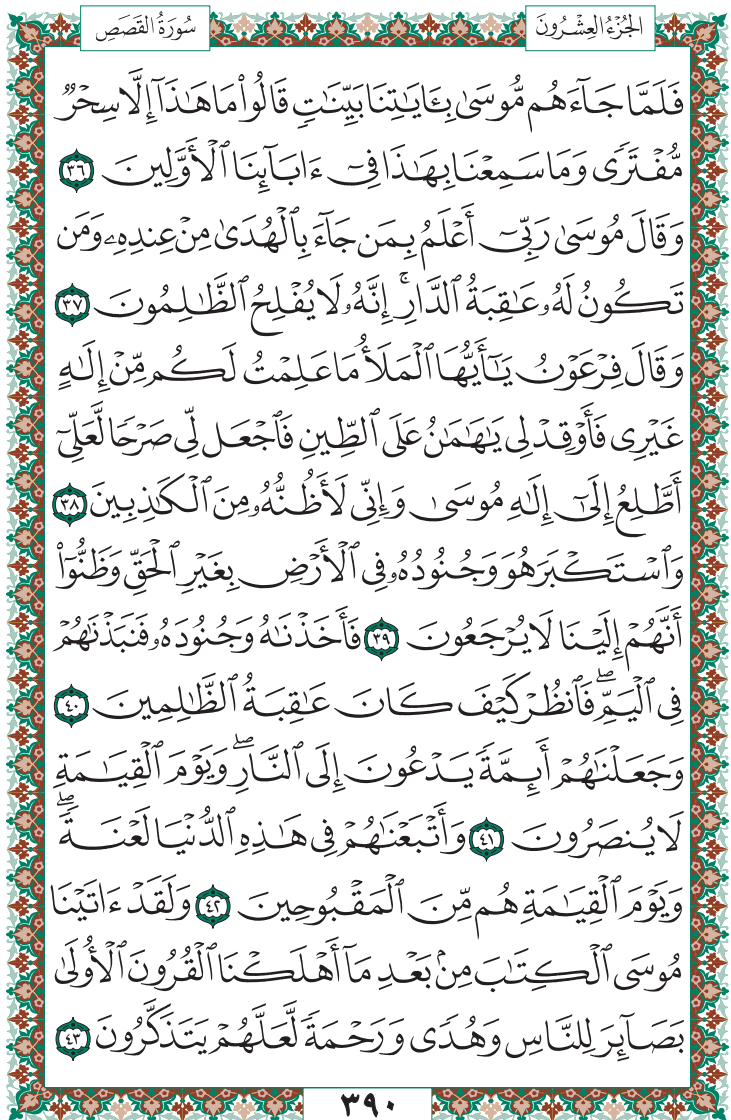 الجُزْءُ العِشْرُونَ
سُورَةُ القَصَصِ
فَلَمَّا جَآءَهُم مُّوسَىٰ بِـَٔايَٰتِنَا بَيِّنَٰتٖ قَالُواْ مَا هَٰذَآ إِلَّا سِحۡرٞ
مُّفۡتَرٗى وَمَا سَمِعۡنَا بِهَٰذَا فِيٓ ءَابَآئِنَا ٱلۡأَوَّلِينَ ٣٦
وَقَالَ مُوسَىٰ رَبِّيٓ أَعۡلَمُ بِمَن جَآءَ بِٱلۡهُدَىٰ مِنۡ عِندِهِۦ وَمَن
تَكُونُ لَهُۥ عَٰقِبَةُ ٱلدَّارِۚ إِنَّهُۥ لَا يُفۡلِحُ ٱلظَّٰلِمُونَ ٣٧
وَقَالَ فِرۡعَوۡنُ يَٰٓأَيُّهَا ٱلۡمَلَأُ مَا عَلِمۡتُ لَكُم مِّنۡ إِلَٰهٍ
غَيۡرِي فَأَوۡقِدۡ لِي يَٰهَٰمَٰنُ عَلَى ٱلطِّينِ فَٱجۡعَل لِّي صَرۡحٗا لَّعَلِّيٓ
أَطَّلِعُ إِلَىٰٓ إِلَٰهِ مُوسَىٰ وَإِنِّي لَأَظُنُّهُۥ مِنَ ٱلۡكَٰذِبِينَ ٣٨
وَٱسۡتَكۡبَرَ هُوَ وَجُنُودُهُۥ فِي ٱلۡأَرۡضِ بِغَيۡرِ ٱلۡحَقِّ وَظَنُّوٓاْ
أَنَّهُمۡ إِلَيۡنَا لَا يُرۡجَعُونَ ٣٩ فَأَخَذۡنَٰهُ وَجُنُودَهُۥ فَنَبَذۡنَٰهُمۡ
فِي ٱلۡيَمِّۖ فَٱنظُرۡ كَيۡفَ كَانَ عَٰقِبَةُ ٱلظَّٰلِمِينَ ٤٠
وَجَعَلۡنَٰهُمۡ أَئِمَّةٗ يَدۡعُونَ إِلَى ٱلنَّارِۖ وَيَوۡمَ ٱلۡقِيَٰمَةِ
لَا يُنصَرُونَ ٤١ وَأَتۡبَعۡنَٰهُمۡ فِي هَٰذِهِ ٱلدُّنۡيَا لَعۡنَةٗۖ
وَيَوۡمَ ٱلۡقِيَٰمَةِ هُم مِّنَ ٱلۡمَقۡبُوحِينَ ٤٢ وَلَقَدۡ ءَاتَيۡنَا
مُوسَى ٱلۡكِتَٰبَ مِنۢ بَعۡدِ مَآ أَهۡلَكۡنَا ٱلۡقُرُونَ ٱلۡأُولَىٰ
بَصَآئِرَ لِلنَّاسِ وَهُدٗى وَرَحۡمَةٗ لَّعَلَّهُمۡ يَتَذَكَّرُونَ ٤٣
٣٩٠